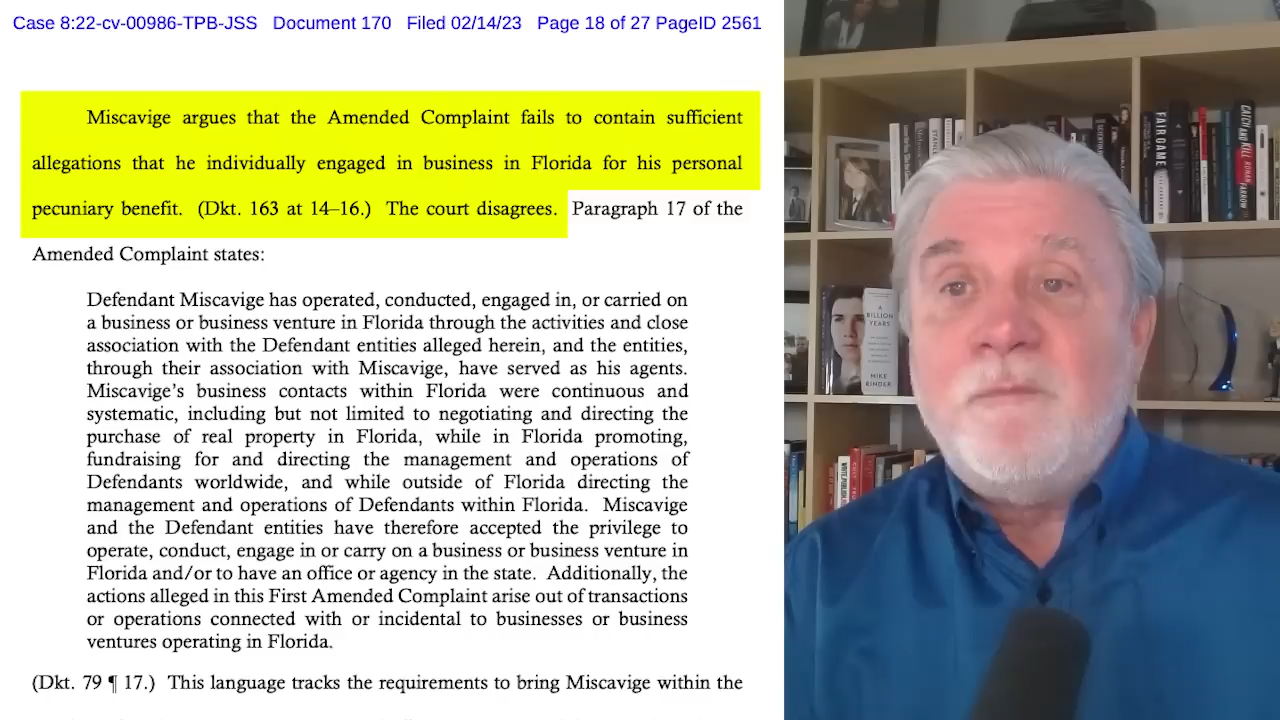 Case 8:22-cv-00986-TPB-JSS Document 170 Filed 02/14/23 Page 18 of 27 PageID 2561
Miscavige argues that the Amended Complaint fails to contain sufficient
allegations that he individually engaged in business in Florida for his personal
pecuniary benefit. (Dkt. 163 at 14–16.) The court disagrees. Paragraph 17 of the
Amended Complaint states:
Defendant Miscavige has operated, conducted, engaged in, or carried on
a business or business venture in Florida through the activities and close
association with the Defendant entities alleged herein, and the entities,
through their association with Miscavige, have served as his agents.
Miscavige's business contacts within Florida were continuous and
systematic, including but not limited to negotiating and directing the
purchase of real property in Florida, while in Florida promoting,
fundraising for and directing the management and operations of
Defendants worldwide, and while outside of Florida directing the
management and operations of Defendants within Florida. Miscavige
and the Defendant entities have therefore accepted the privilege to
operate, conduct, engage in or carry on a business or business venture in
Florida and/or to have an office or agency in the state. Additionally, the
actions alleged in this First Amended Complaint arise out of transactions
or operations connected with or incidental to businesses or business
ventures operating in Florida.
(Dkt. 79 ¶ 17.) This language tracks the requirements to bring Miscavige within the
FAIR GAME
CATCH AND KILL RONAN FARROW
A
BILLION
YEARS
MIKE
RINDER